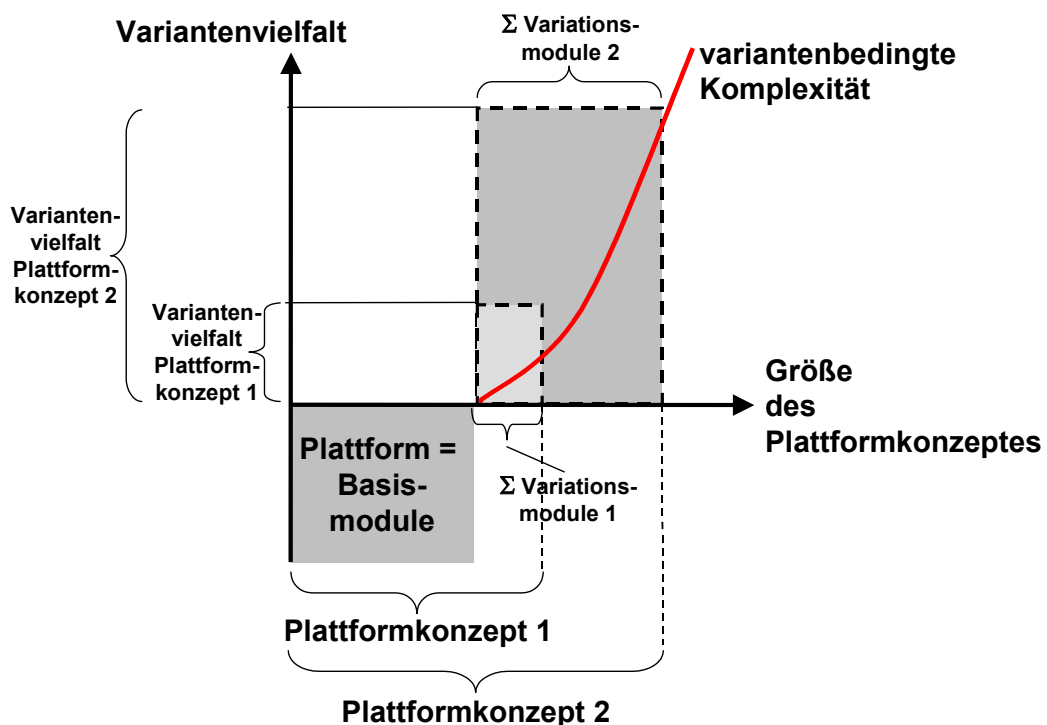 Variantenvielfalt
Σ Variations-
module 2
variantenbedingte
Komplexität
Varianten-
vielfalt
Plattform-
konzept 2
Varianten-
vielfalt
Plattform-
konzept 1
Größe
des
Plattformkonzeptes
Plattform =
Basis-
module
Σ Variations-
module 1
Plattformkonzept 1
Plattformkonzept 2